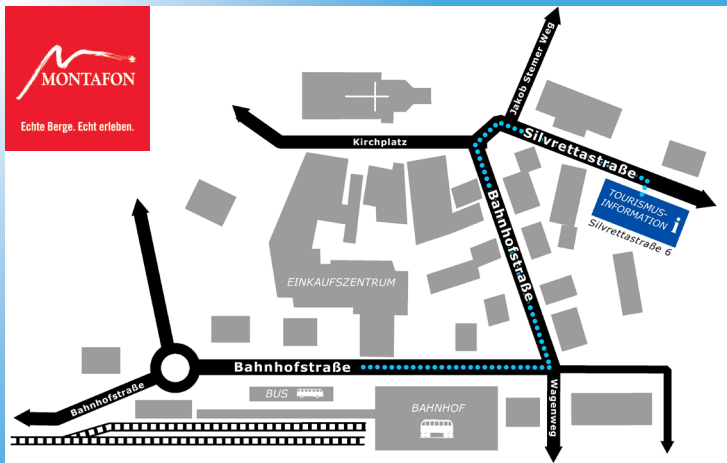 MONTAFON
Echte Berge. Echt erleben.
Jakob Stemer Weg
Kirchplatz
Silvrettastraße
TOURISMUS-
INFORMATION
i
Silvrettastraße 6
Bahnhofstraße
EINKAUFSZENTRUM
Bahnhofstraße
Bahnhofstraße
BUS
BAHNHOF
Wagenweg